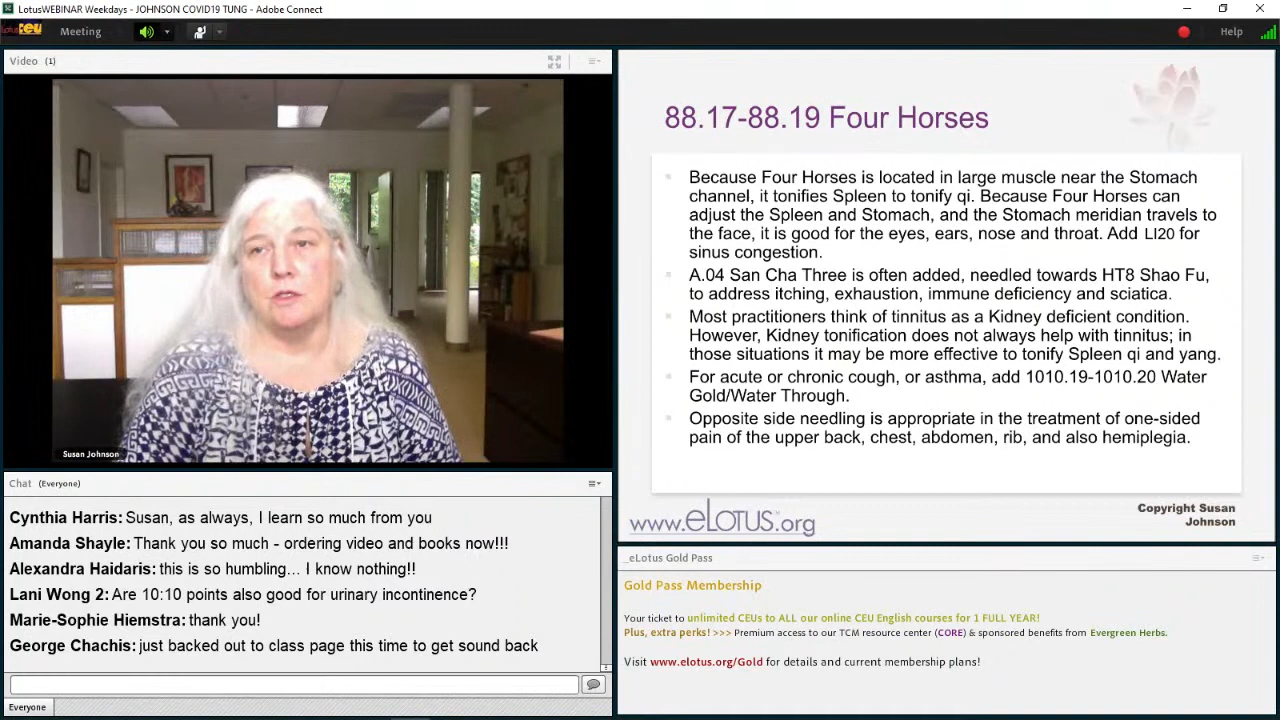 LotusWEBINAR Weekdays - JOHNSON COVID19 TUNG - Adobe Connect
Meeting
Help
Video (1)
Susan Johnson
Chat (Everyone)
Cynthia Harris: Susan, as always, I learn so much from you
Amanda Shayle: Thank you so much - ordering video and books now!!!
Alexandra Haidaris: this is so humbling... I know nothing!!
Lani Wong 2: Are 10:10 points also good for urinary incontinence?
Marie-Sophie Hiemstra: thank you!
George Chachis: just backed out to class page this time to get sound back
Everyone
88.17-88.19 Four Horses
Because Four Horses is located in large muscle near the Stomach
channel, it tonifies Spleen to tonify qi. Because Four Horses can
adjust the Spleen and Stomach, and the Stomach meridian travels to
the face, it is good for the eyes, ears, nose and throat. Add LI20 for
sinus congestion.
A.04 San Cha Three is often added, needled towards HT8 Shao Fu,
to address itching, exhaustion, immune deficiency and sciatica.
Most practitioners think of tinnitus as a Kidney deficient condition.
However, Kidney tonification does not always help with tinnitus; in
those situations it may be more effective to tonify Spleen qi and yang.
For acute or chronic cough, or asthma, add 1010.19-1010.20 Water
Gold/Water Through.
Opposite side needling is appropriate in the treatment of one-sided
pain of the upper back, chest, abdomen, rib, and also hemiplegia.
www.eLOTUS.org
Copyright Susan
Johnson
_eLotus Gold Pass
Gold Pass Membership
Your ticket to unlimited CEUs to ALL our online CEU English courses for 1 FULL YEAR!
Plus, extra perks! >>> Premium access to our TCM resource center (CORE) & sponsored benefits from Evergreen Herbs.
Visit www.elotus.org/Gold for details and current membership plans!